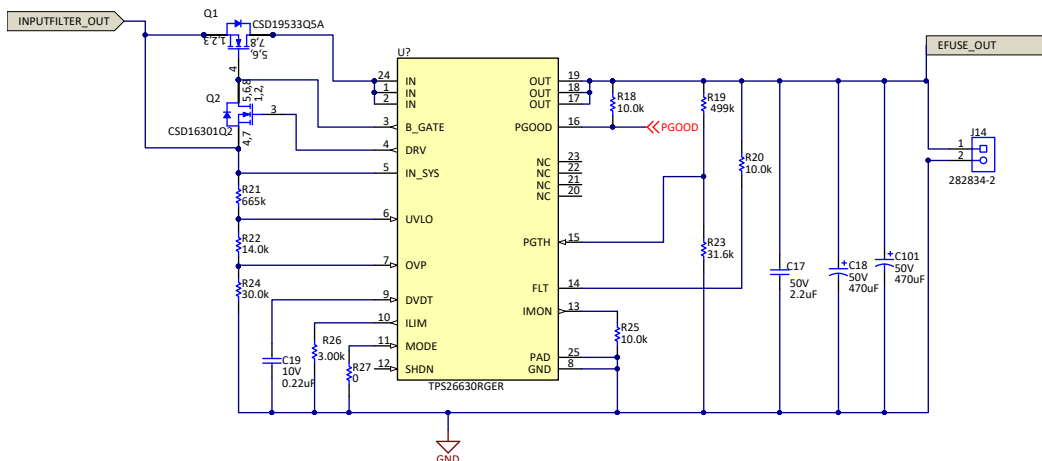 INPUTFILTER_OUT
Q1
CSD19533Q5A
1,2,3
7,8
5,6,
4
Q2
5,6,8
1,2,
3
CSD16301Q2
4,7
U?
24
IN
1
IN
2
IN
3
B_GATE
4
DRV
5
IN_SYS
6
UVLO
7
OVP
9
DVDT
10
ILIM
11
MODE
12
SHDN
OUT
19
OUT
18
OUT
17
PGOOD
16
NC
23
NC
22
NC
21
NC
20
PGTH
15
FLT
14
IMON
13
PAD
25
GND
8
TPS26630RGER
R21
665k
R22
14.0k
R24
30.0k
C19
10V
0.22uF
R26
3.00k
R27
0
R18
10.0k
PGOOD
R19
499k
R20
10.0k
R23
31.6k
R25
10.0k
C17
50V
2.2uF
C18
50V
470uF
C101
50V
470uF
EFUSE_OUT
J14
1
2
282834-2
GND